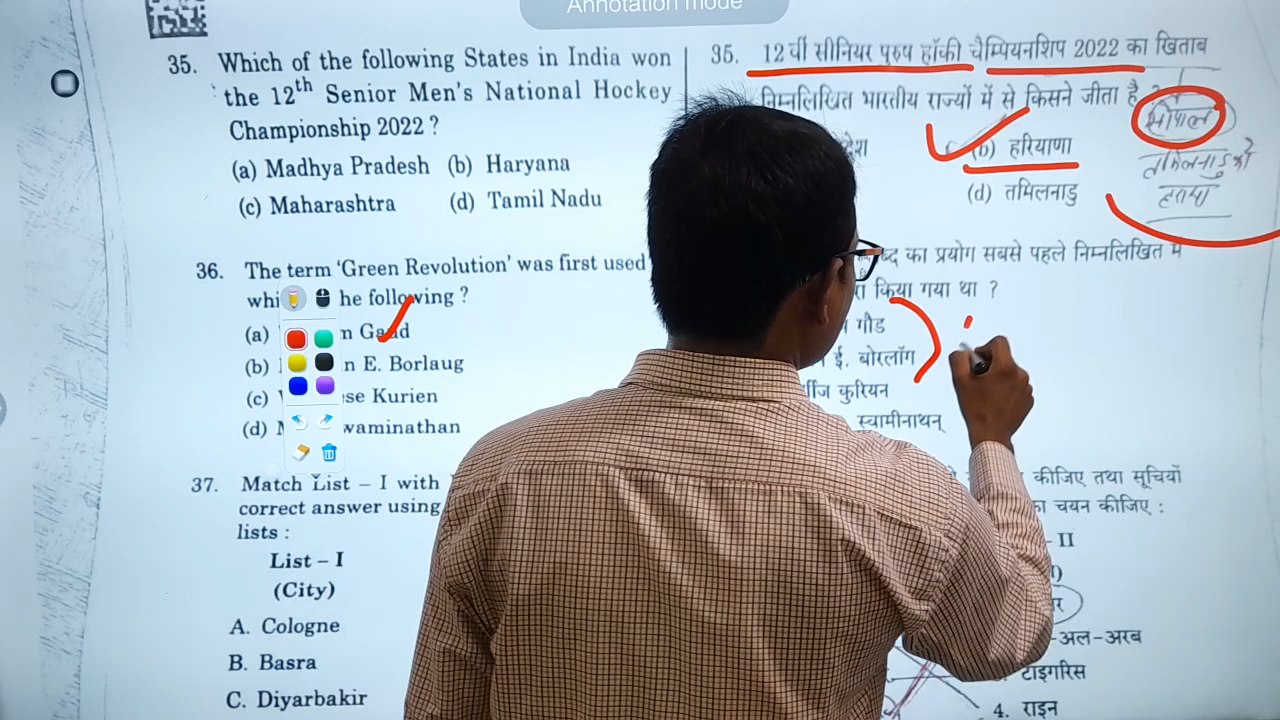 Annotation mode
35. Which of the following States in India won
the 12th Senior Men's National Hockey
Championship 2022 ?
(a) Madhya Pradesh (b) Haryana
(c) Maharashtra (d) Tamil Nadu
36. The term 'Green Revolution' was first used
he following ?
(a)
(b) n E. Borlaug
(c) se Kurien
(d) waminathan
37. Match List – I with
correct answer using
lists :
List – I
(City)
A. Cologne
B. Basra
C. Diyarbakir
35. 12 वीं सीनियर पुरुष हॉकी चैम्पियनशिप 2022 का खिताब
निम्नलिखित भारतीय राज्यों में से किसने जीता है ?
(b) हरियाणा
(d) तमिलनाडु
भोपाल
तमिलनाडु को
हराया
का प्रयोग सबसे पहले निम्नलिखित में
किया गया था ?
गौड
ई. बोरलॉग
कुरियन
स्वामीनाथन्
कीजिए तथा सूचियों
चयन कीजिए :
- II
-अल-अरब
टाइगरिस
4. राइन